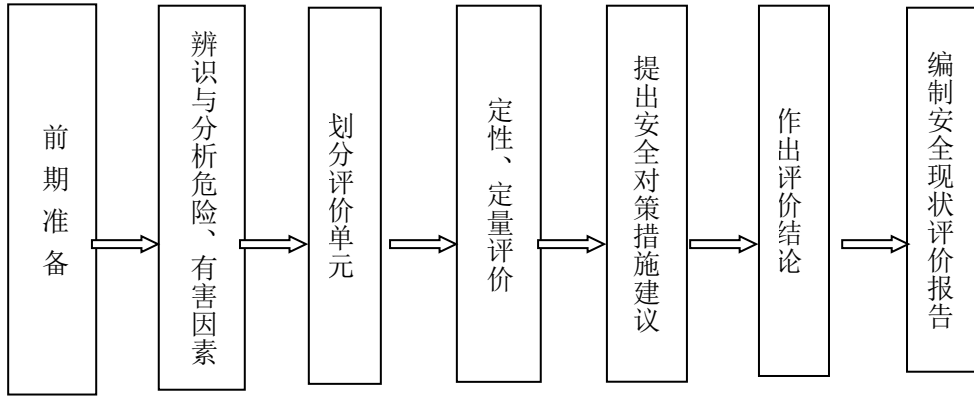 前期准备
辨识与分析危险、有害因素
划分评价单元
定性、定量评价
提出安全对策措施建议
作出评价结论
编制安全现状评价报告